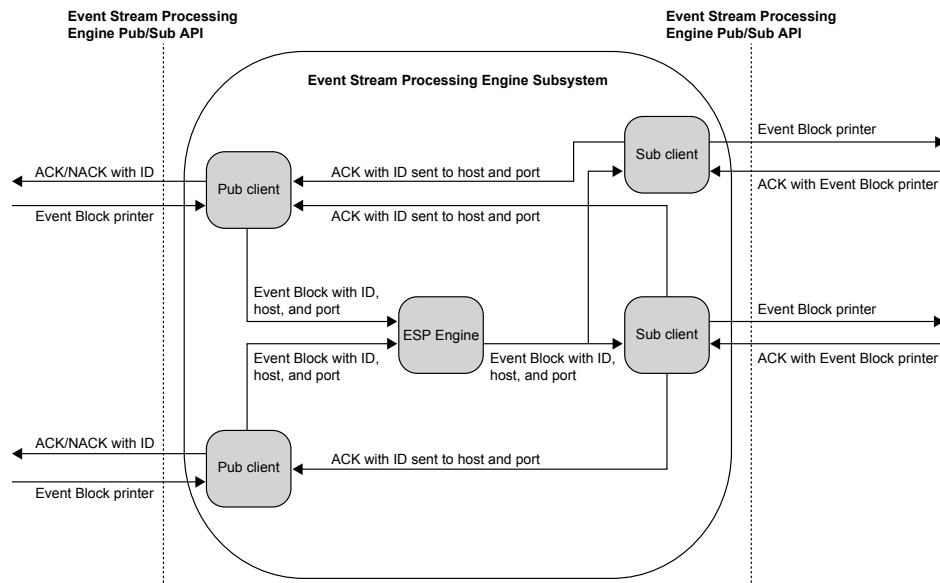 Event Stream Processing
Engine Pub/Sub API
Event Stream Processing
Engine Pub/Sub API
Event Stream Processing Engine Subsystem
Event Block printer
Sub client
ACK with Event Block printer
ACK/NACK with ID
Pub client
ACK with ID sent to host and port
Event Block printer
ACK with ID sent to host and port
Event Block with ID,
host, and port
ESP Engine
Event Block printer
Sub client
Event Block with ID,
host, and port
Event Block with ID,
host, and port
ACK with Event Block printer
ACK/NACK with ID
Pub client
ACK with ID sent to host and port
Event Block printer